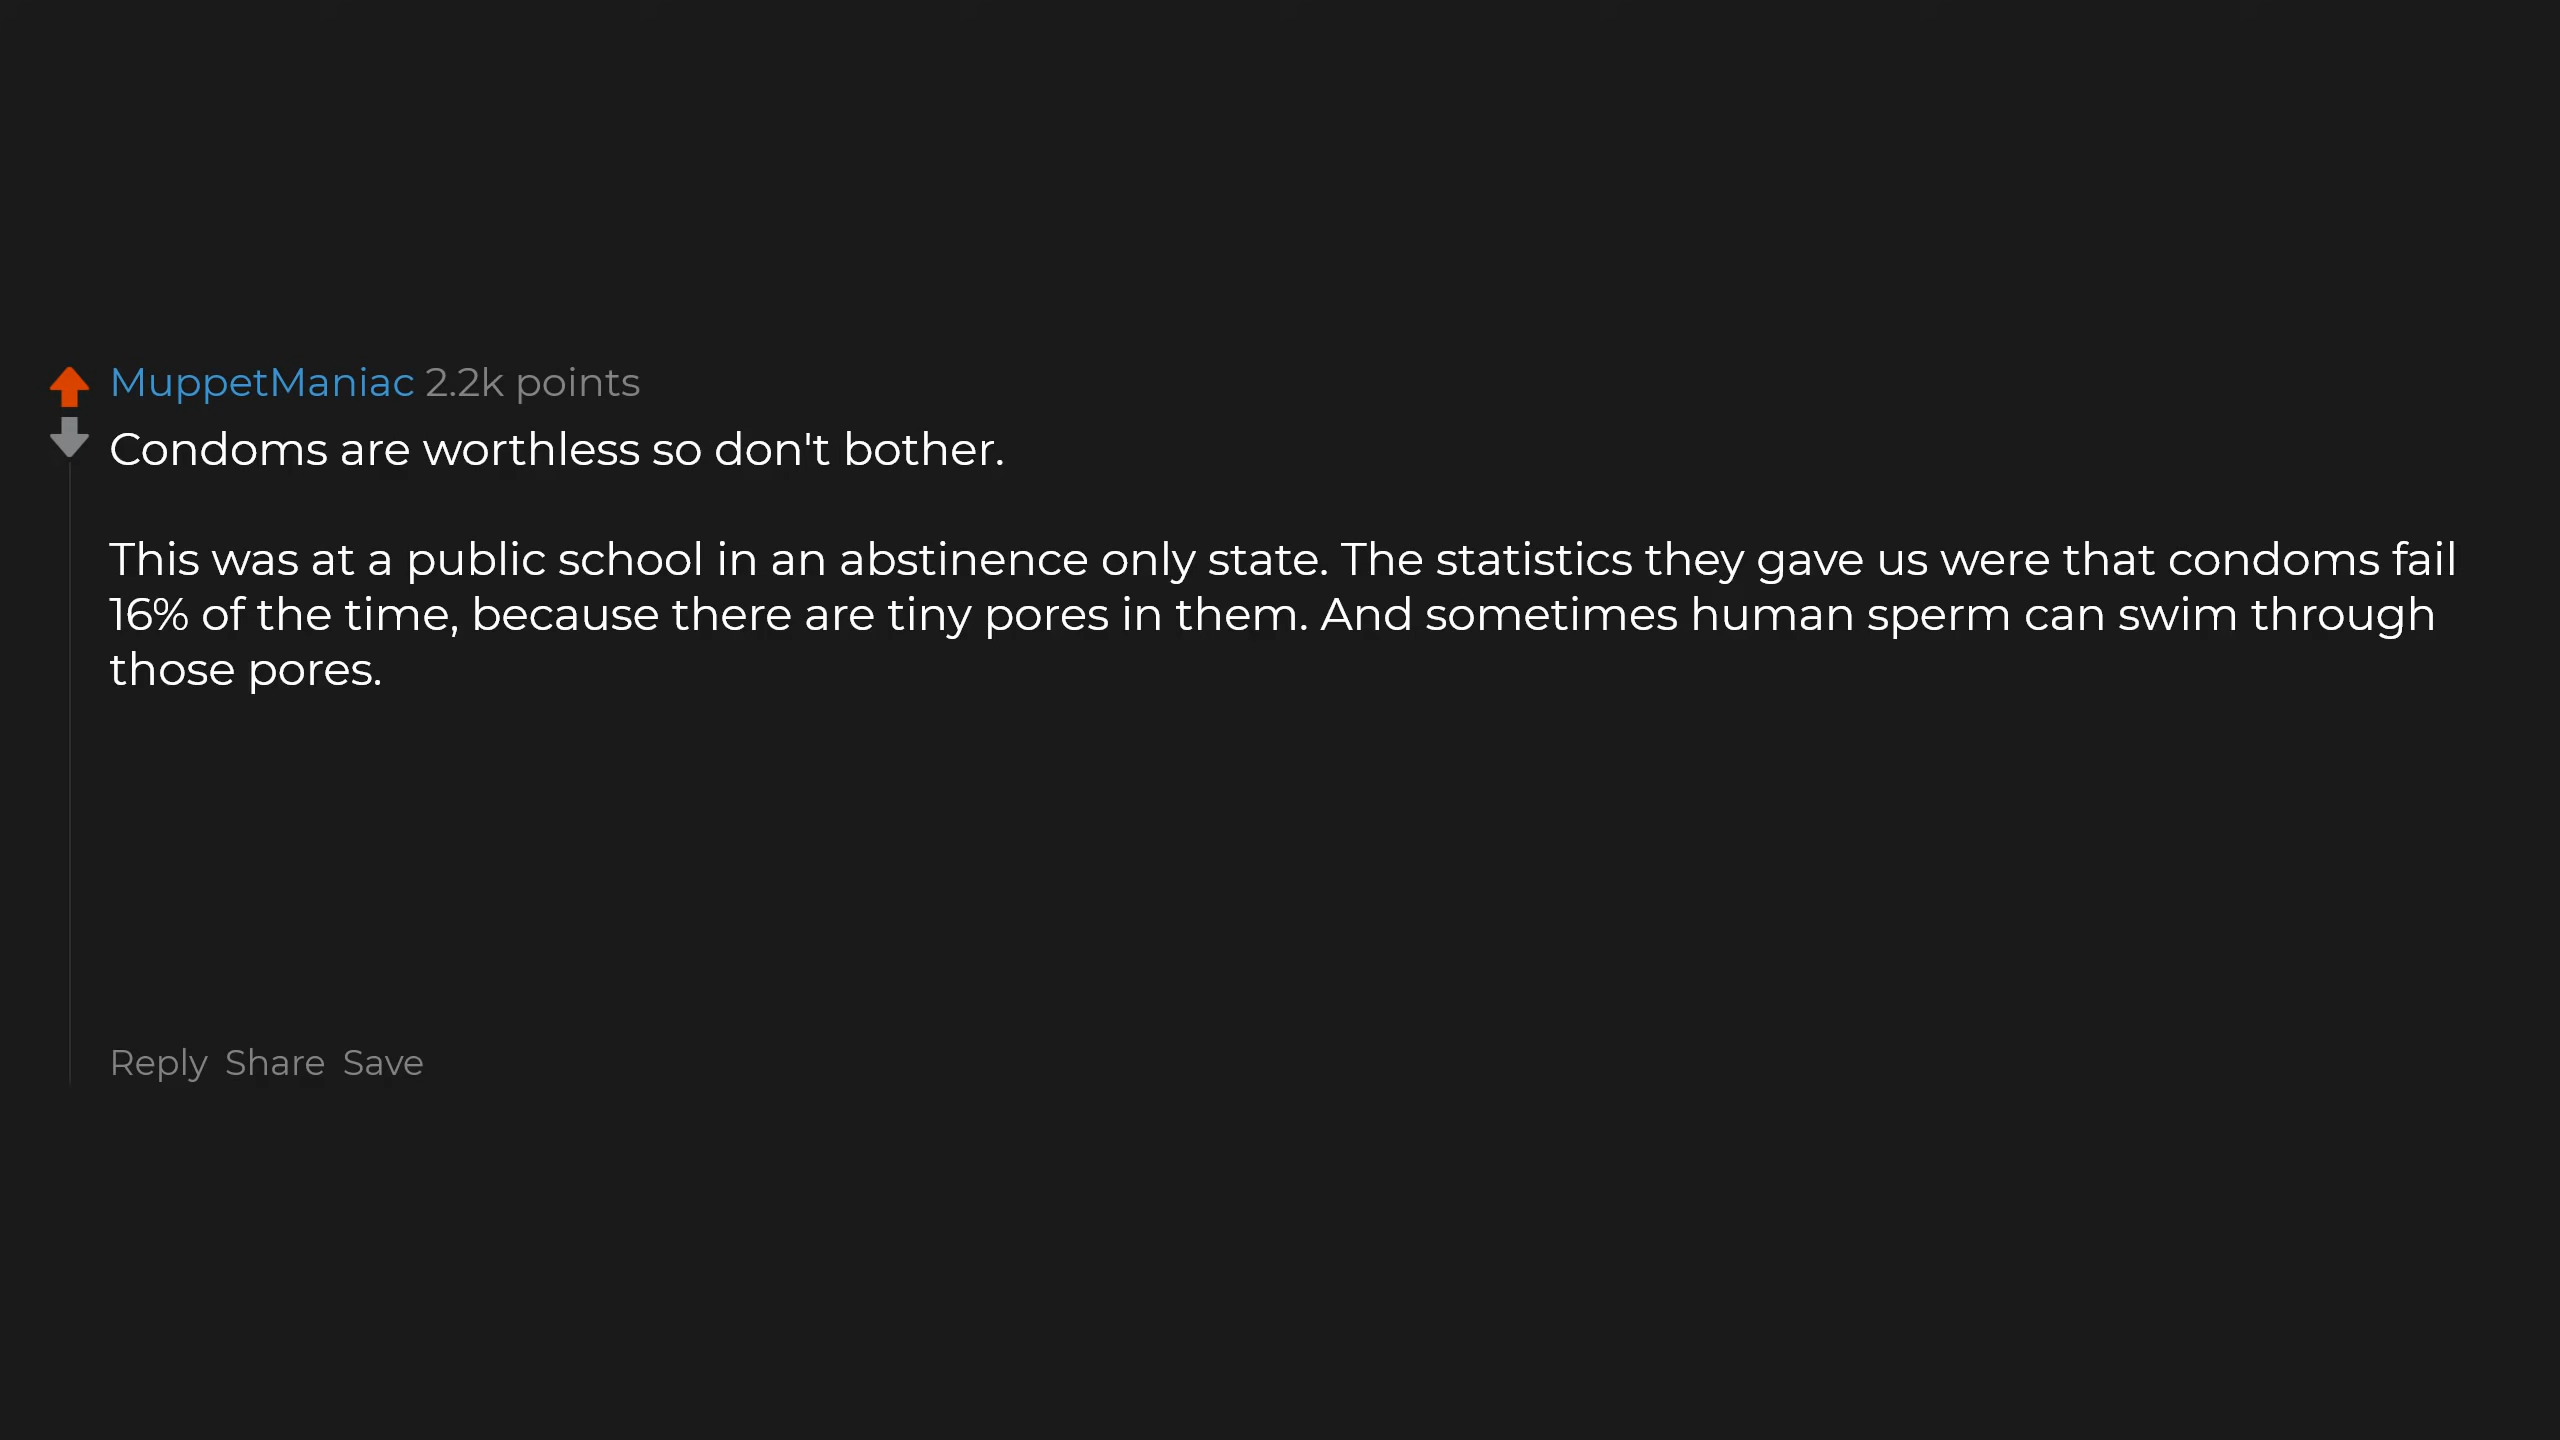 MuppetManiac 2.2k points
Condoms are worthless so don't bother.
This was at a public school in an abstinence only state. The statistics they gave us were that condoms fail
16% of the time, because there are tiny pores in them. And sometimes human sperm can swim through
those pores.
Reply Share Save